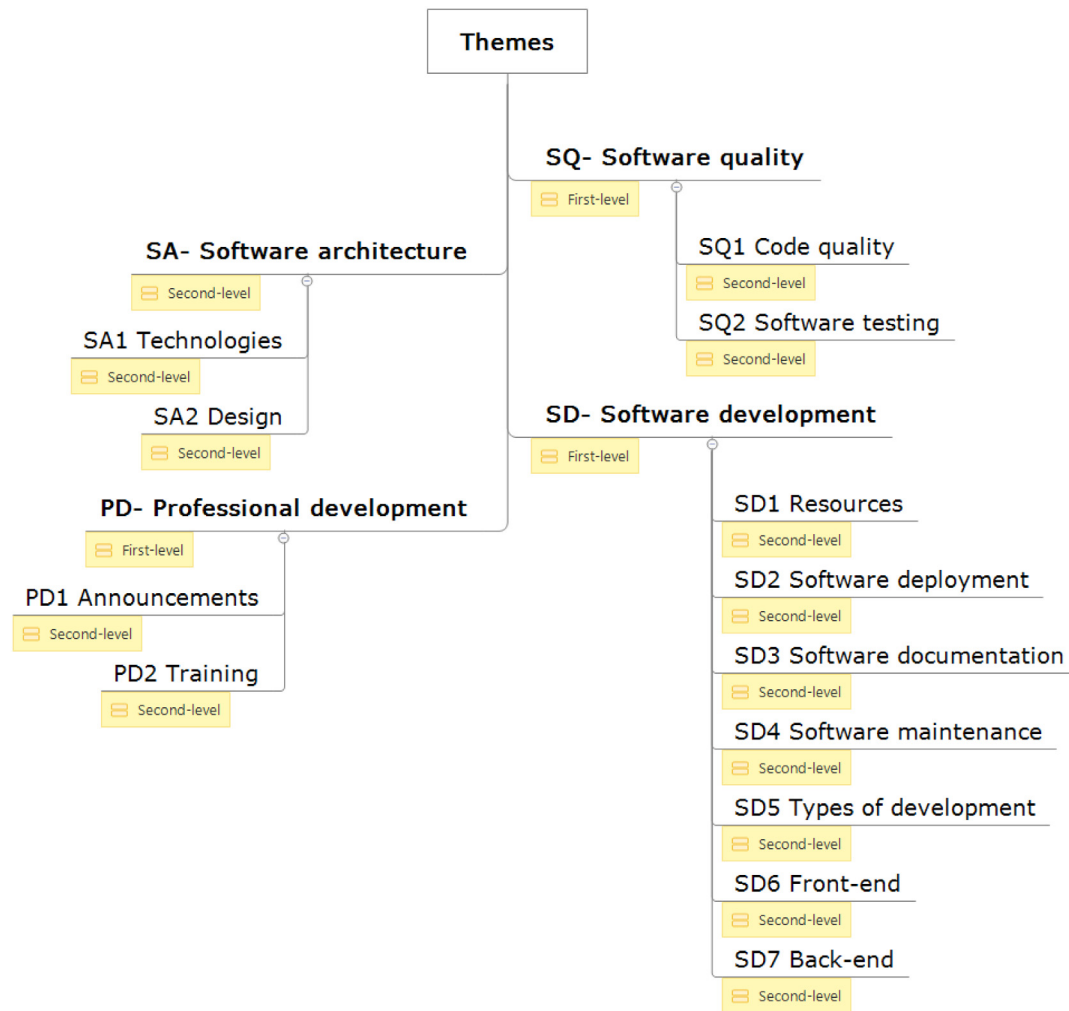 Themes
SQ- Software quality
First-level
SQ1 Code quality
Second-level
SQ2 Software testing
Second-level
SA- Software architecture
Second-level
SA1 Technologies
Second-level
SA2 Design
Second-level
SD- Software development
First-level
SD1 Resources
Second-level
SD2 Software deployment
Second-level
SD3 Software documentation
Second-level
SD4 Software maintenance
Second-level
SD5 Types of development
Second-level
SD6 Front-end
Second-level
SD7 Back-end
Second-level
PD- Professional development
First-level
PD1 Announcements
Second-level
PD2 Training
Second-level